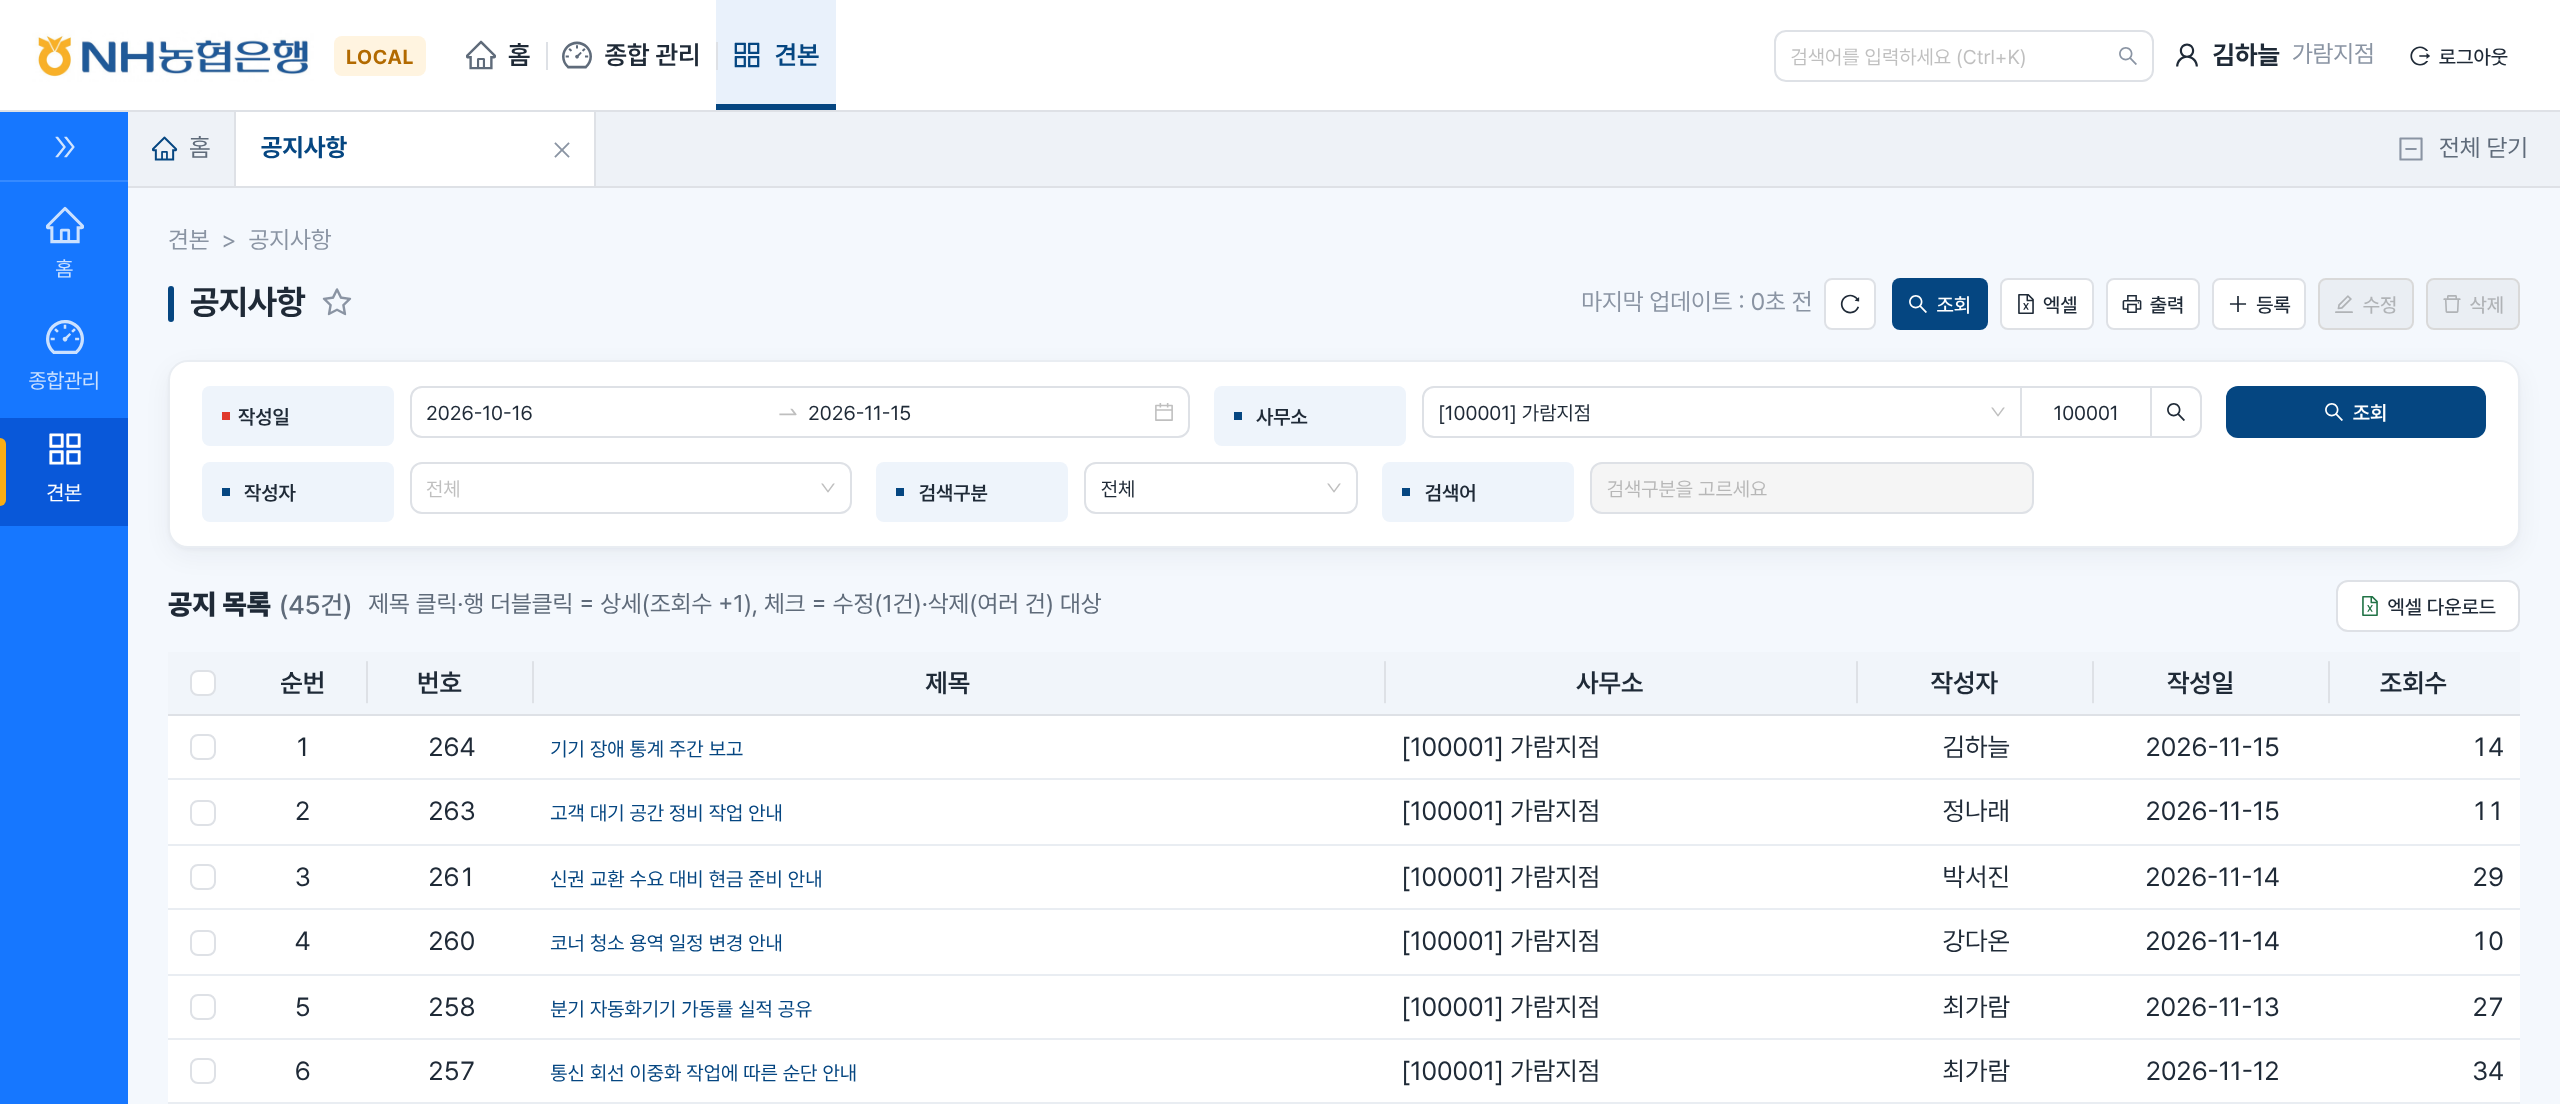 NH농협은행 LOCAL 홈 종합 관리 견본 검색어를 입력하세요 (Ctrl+K) 김하늘 가람지점 로그아웃
홈 공지사항 전체 닫기
홈
종합관리
견본
견본 > 공지사항
공지사항 마지막 업데이트 : 0초 전 조회 엑셀 출력 등록 수정 삭제
작성일 2026-10-16 → 2026-11-15 사무소 [100001] 가람지점 100001 조회
작성자 전체 검색구분 전체 검색어 검색구분을 고르세요
공지 목록 (45건) 제목 클릭·행 더블클릭 = 상세(조회수 +1), 체크 = 수정(1건)·삭제(여러 건) 대상 엑셀 다운로드
순번 번호 제목 사무소 작성자 작성일 조회수
1 264 기기 장애 통계 주간 보고 [100001] 가람지점 김하늘 2026-11-15 14
2 263 고객 대기 공간 정비 작업 안내 [100001] 가람지점 정나래 2026-11-15 11
3 261 신권 교환 수요 대비 현금 준비 안내 [100001] 가람지점 박서진 2026-11-14 29
4 260 코너 청소 용역 일정 변경 안내 [100001] 가람지점 강다온 2026-11-14 10
5 258 분기 자동화기기 가동률 실적 공유 [100001] 가람지점 최가람 2026-11-13 27
6 257 통신 회선 이중화 작업에 따른 순단 안내 [100001] 가람지점 최가람 2026-11-12 34